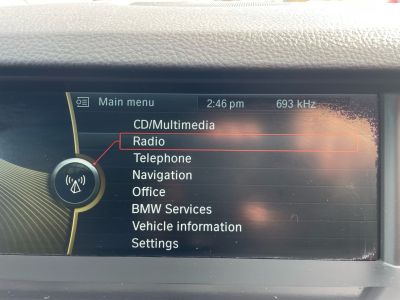 Main menu 2:46 pm 693 kHz
CD/Multimedia
Radio
Telephone
Navigation
Office
BMW Services
Vehicle information
Settings